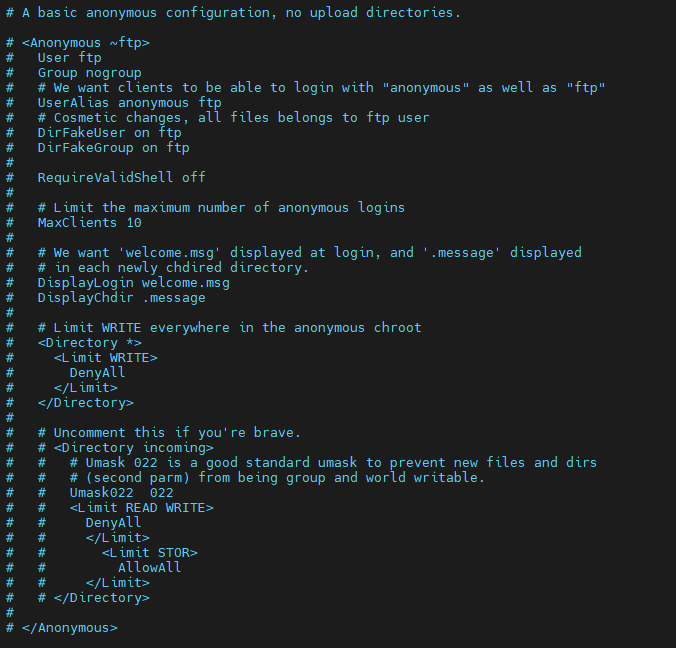 # A basic anonymous configuration, no upload directories.

# <Anonymous ~ftp>
#   User ftp
#   Group nogroup
#   # We want clients to be able to login with "anonymous" as well as "ftp"
#   UserAlias anonymous ftp
#   # Cosmetic changes, all files belongs to ftp user
#   DirFakeUser on ftp
#   DirFakeGroup on ftp
#
#   RequireValidShell off
#
#   # Limit the maximum number of anonymous logins
#   MaxClients 10
#
#   # We want 'welcome.msg' displayed at login, and '.message' displayed
#   # in each newly chdired directory.
#   DisplayLogin welcome.msg
#   DisplayChdir .message
#
#   # Limit WRITE everywhere in the anonymous chroot
#   <Directory *>
#     <Limit WRITE>
#       DenyAll
#     </Limit>
#   </Directory>
#
#   # Uncomment this if you're brave.
#   # <Directory incoming>
#   #   # Umask 022 is a good standard umask to prevent new files and dirs
#   #   # (second parm) from being group and world writable.
#   #   Umask022  022
#   #   <Limit READ WRITE>
#   #     DenyAll
#   #     </Limit>
#   #       <Limit STOR>
#   #         AllowAll
#   #     </Limit>
#   # </Directory>
#
# </Anonymous>